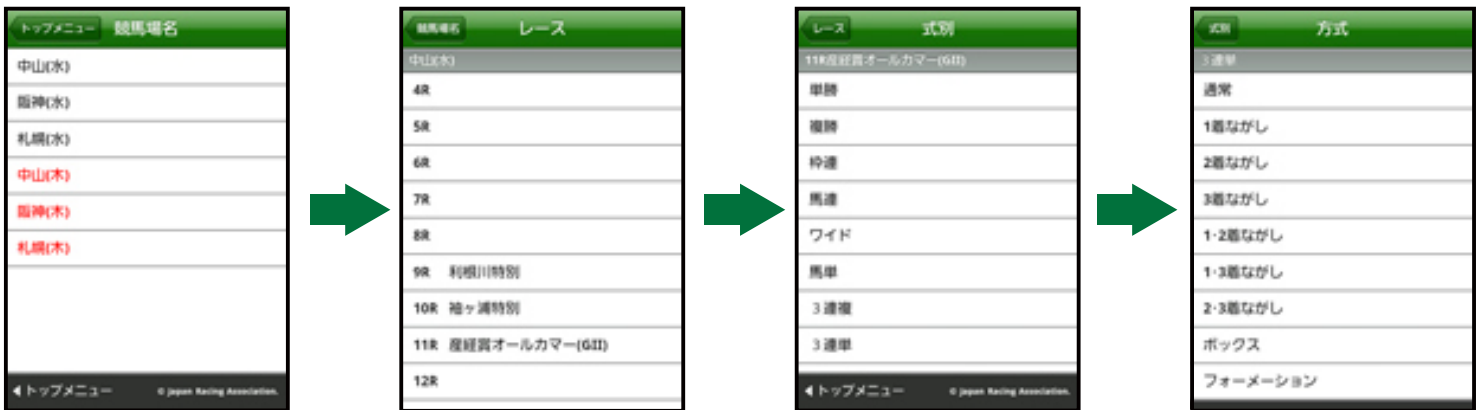 トップメニュー 競馬場名
中山(水)
阪神(水)
札幌(水)
中山(木)
阪神(木)
札幌(木)
◀トップメニュー © Japan Racing Association.
競馬場名 レース
中山(水)
4R
5R
6R
7R
8R
9R 利根川特別
10R 袖ヶ浦特別
11R 産経賞オールカマー(GII)
12R
レース 式別
11R産経賞オールカマー(GII)
単勝
複勝
枠連
馬連
ワイド
馬単
3連複
3連単
◀トップメニュー © Japan Racing Association.
式別 方式
3連単
通常
1着ながし
2着ながし
3着ながし
1・2着ながし
1・3着ながし
2・3着ながし
ボックス
フォーメーション